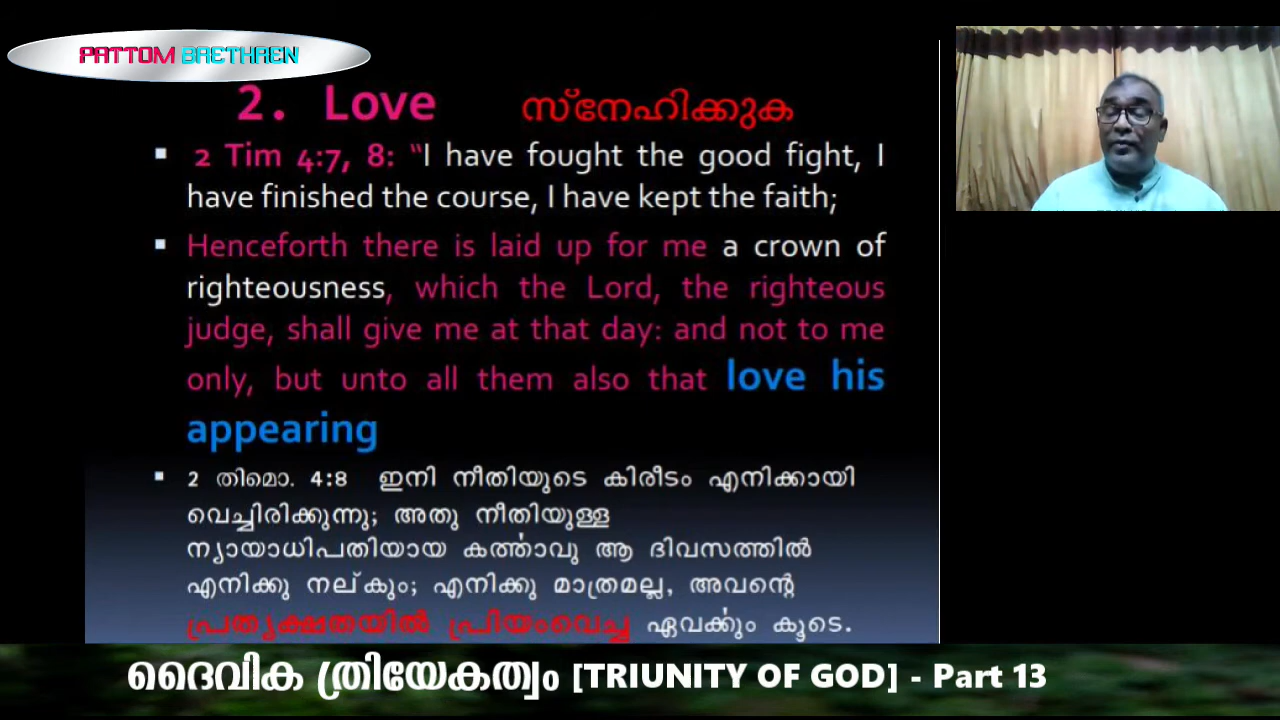 PATTOM BRETHREN
2. Love സ്നേഹിക്കുക
2 Tim 4:7, 8: “I have fought the good fight, I
have finished the course, I have kept the faith;
Henceforth there is laid up for me a crown of
righteousness, which the Lord, the righteous
judge, shall give me at that day: and not to me
only, but unto all them also that love his
appearing
2 തിമൊ. 4:8 ഇനി നീതിയുടെ കിരീടം എനിക്കായി
വെച്ചിരിക്കുന്നു; അതു നീതിയുള്ള
ന്യായാധിപതിയായ കൎത്താവു ആ ദിവസത്തിൽ
എനിക്കു നല്കും; എനിക്കു മാത്രമല്ല, അവന്റെ
പ്രത്യക്ഷതയിൽ പ്രിയംവെച്ച ഏവൎക്കും കൂടെ.
ദൈവിക ത്രിയേകത്വം [TRIUNITY OF GOD] - Part 13